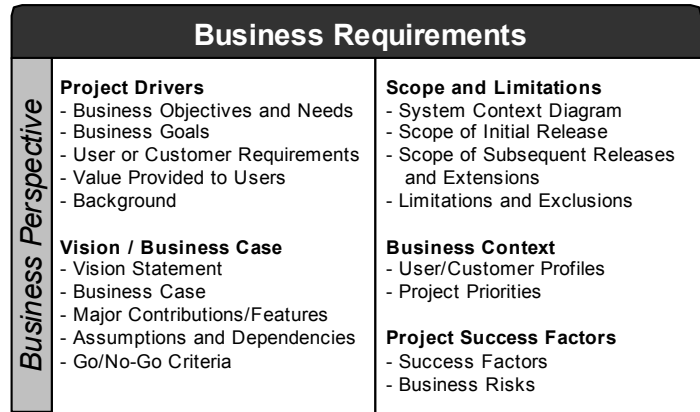 Business Requirements
Business Perspective
Project Drivers
- Business Objectives and Needs
- Business Goals
- User or Customer Requirements
- Value Provided to Users
- Background
Vision / Business Case
- Vision Statement
- Business Case
- Major Contributions/Features
- Assumptions and Dependencies
- Go/No-Go Criteria
Scope and Limitations
- System Context Diagram
- Scope of Initial Release
- Scope of Subsequent Releases
and Extensions
- Limitations and Exclusions
Business Context
- User/Customer Profiles
- Project Priorities
Project Success Factors
- Success Factors
- Business Risks